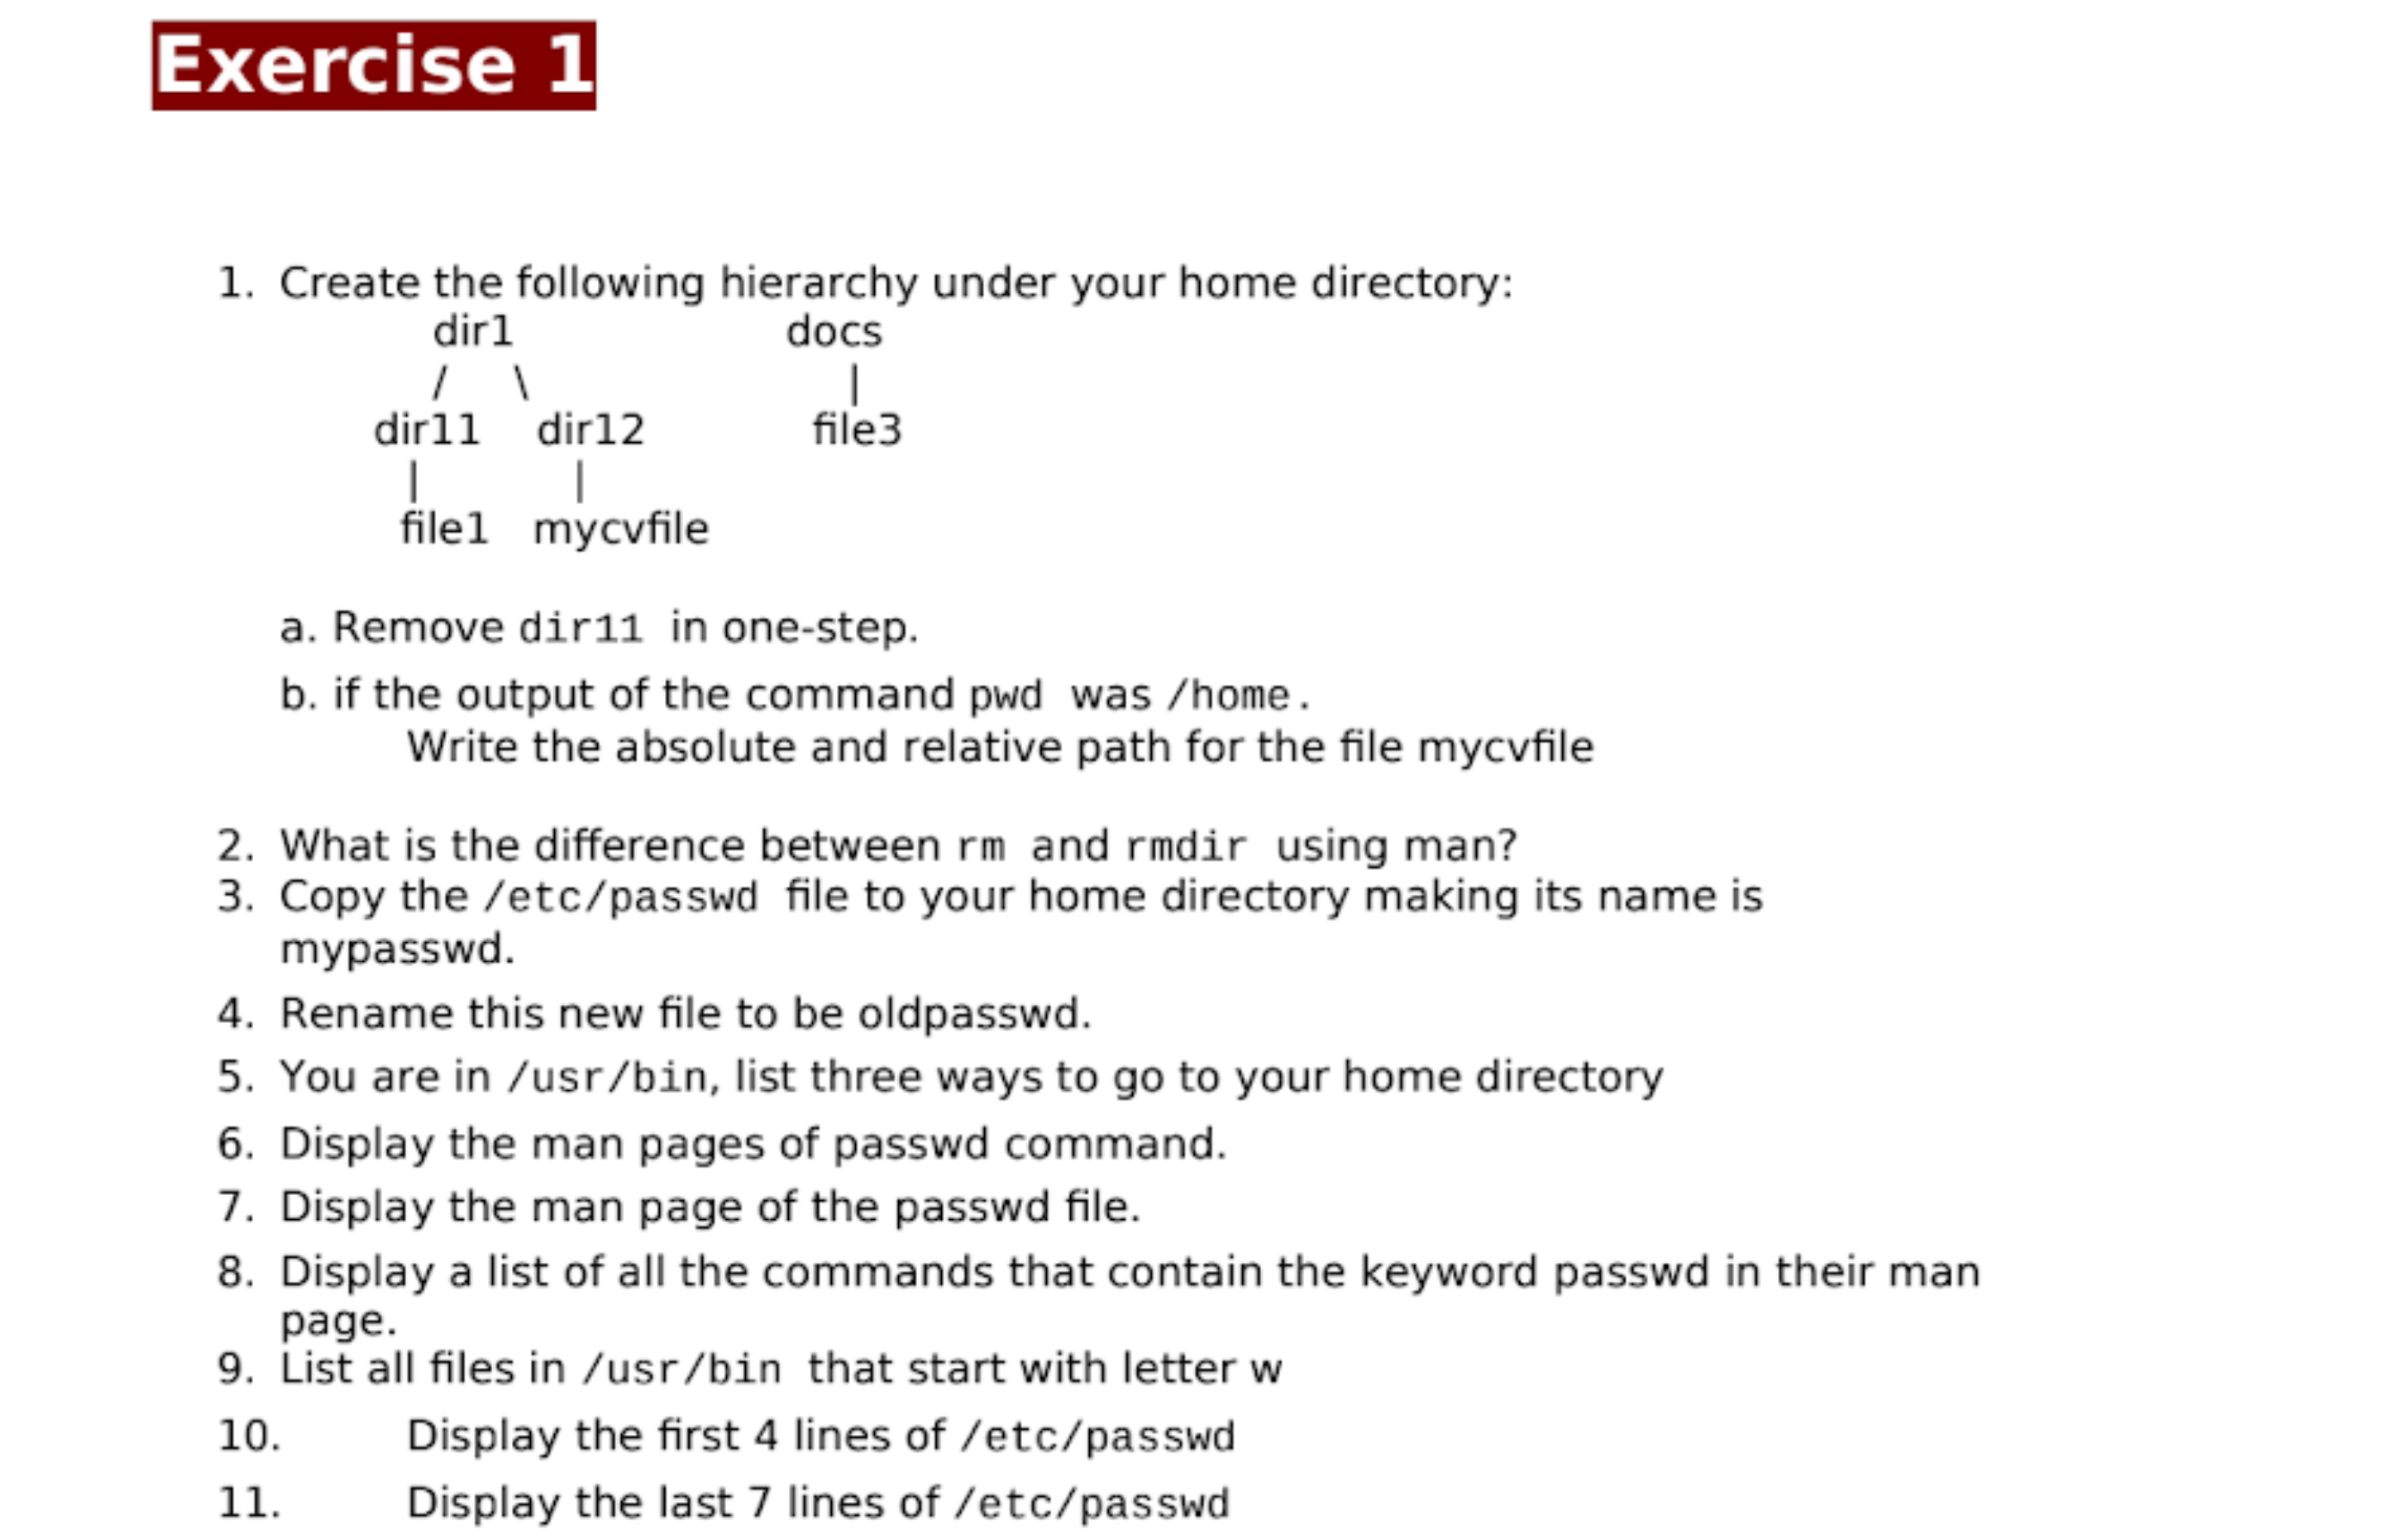 Exercise 1
1. Create the following hierarchy under your home directory:
dir1 docs
/ \ |
dir11 dir12 file3
| |
file1 mycvfile
a. Remove dir11 in one-step.
b. if the output of the command pwd was /home.
Write the absolute and relative path for the file mycvfile
2. What is the difference between rm and rmdir using man?
3. Copy the /etc/passwd file to your home directory making its name is
mypasswd.
4. Rename this new file to be oldpasswd.
5. You are in /usr/bin, list three ways to go to your home directory
6. Display the man pages of passwd command.
7. Display the man page of the passwd file.
8. Display a list of all the commands that contain the keyword passwd in their man
page.
9. List all files in /usr/bin that start with letter w
10. Display the first 4 lines of /etc/passwd
11. Display the last 7 lines of /etc/passwd